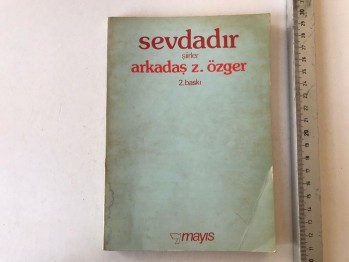 sevdadır
şiirler
arkadaş z. özger
2. baskı
mayıs